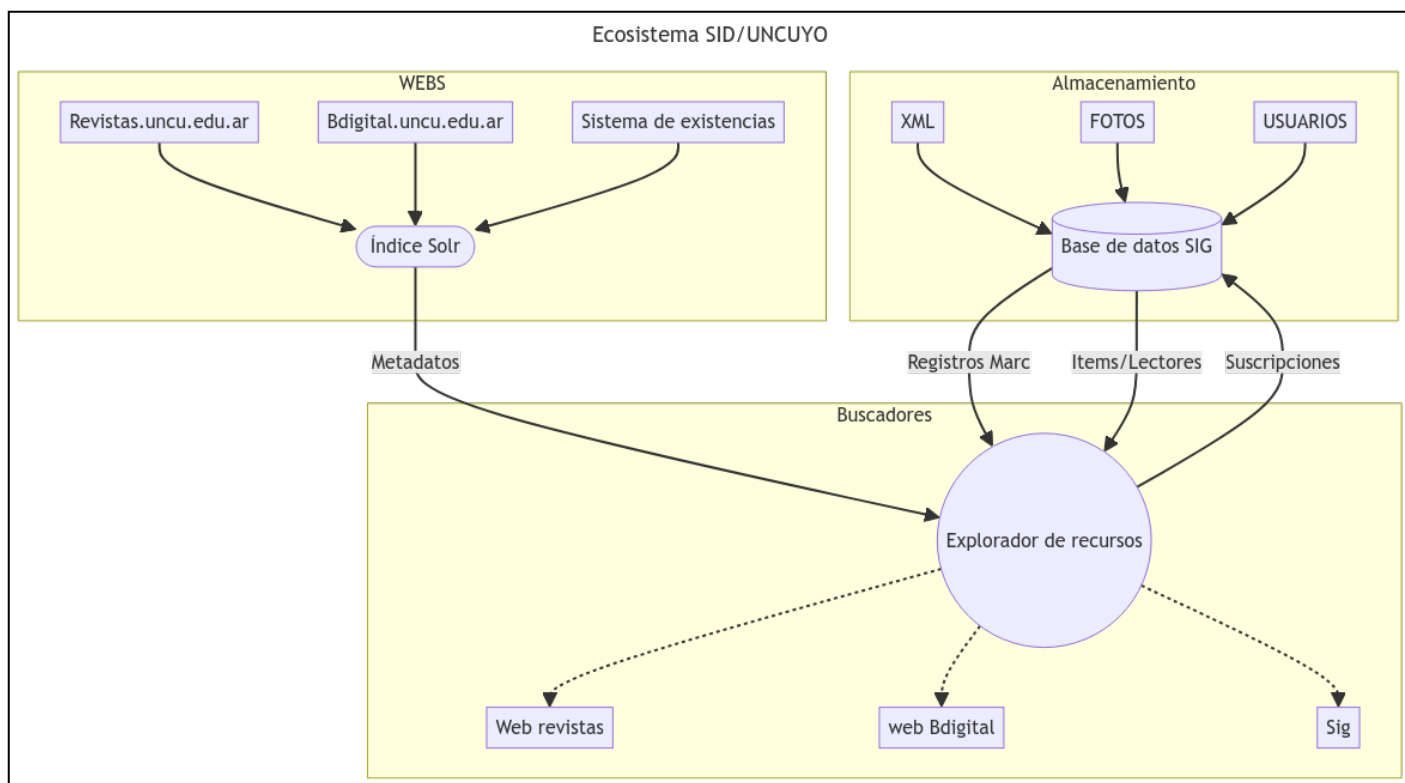 Ecosistema SID/UNCUYO
WEBS
Revistas.uncu.edu.ar
Bdigital.uncu.edu.ar
Sistema de existencias
Índice Solr
Almacenamiento
XML
FOTOS
USUARIOS
Base de datos SIG
Metadatos
Registros Marc
Items/Lectores
Suscripciones
Buscadores
Explorador de recursos
Web revistas
web Bdigital
Sig